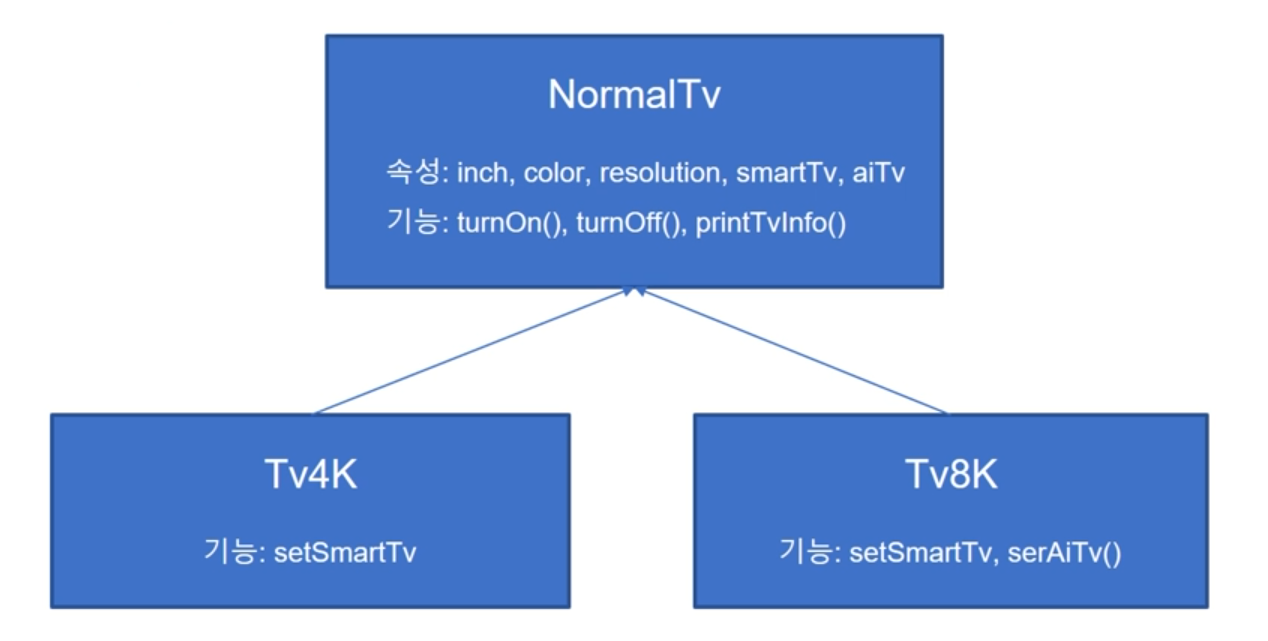 NormalTv
속성: inch, color, resolution, smartTv, aiTv
기능: turnOn(), turnOff(), printTvInfo()
Tv4K
기능: setSmartTv
Tv8K
기능: setSmartTv, serAiTv()